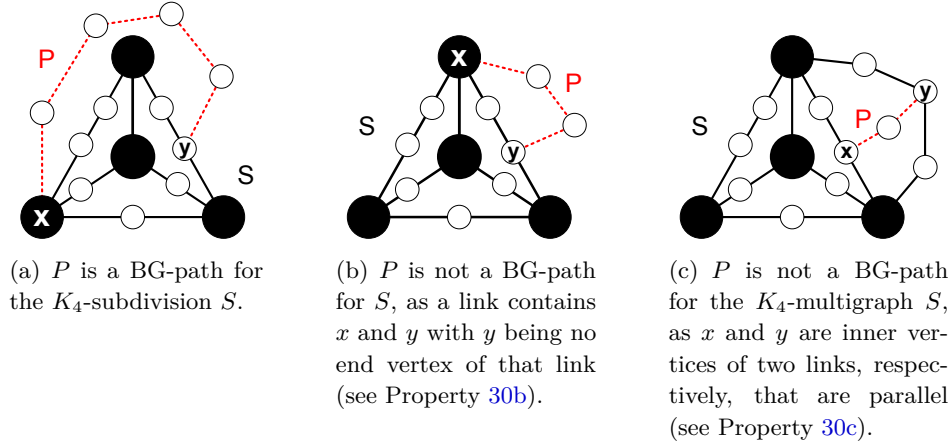 P
x
y
S
x
P
S
y
y
S
P
x
(a) P is a BG-path for
the K4-subdivision S.
(b) P is not a BG-path
for S, as a link contains
x and y with y being no
end vertex of that link
(see Property 30b).
(c) P is not a BG-path
for the K4-multigraph S,
as x and y are inner ver-
tices of two links, respec-
tively, that are parallel
(see Property 30c).